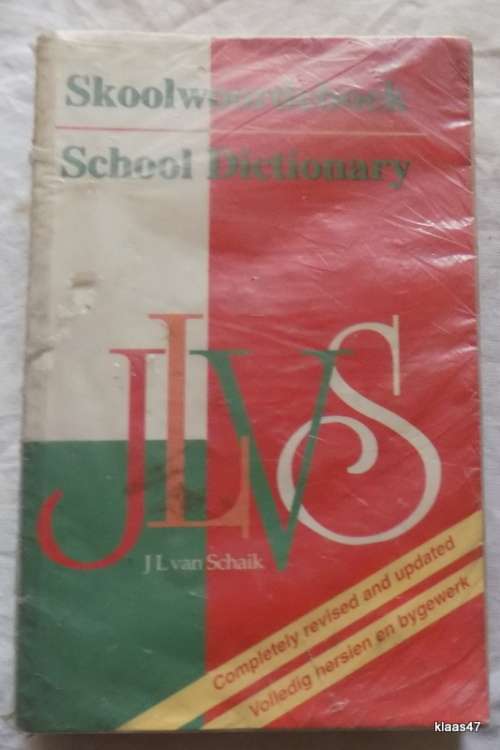 Skoolwoordeboek
School Dictionary
JLVS
J L van Schaik
Completely revised and updated
Volledig hersien en bygewerk
klaas47